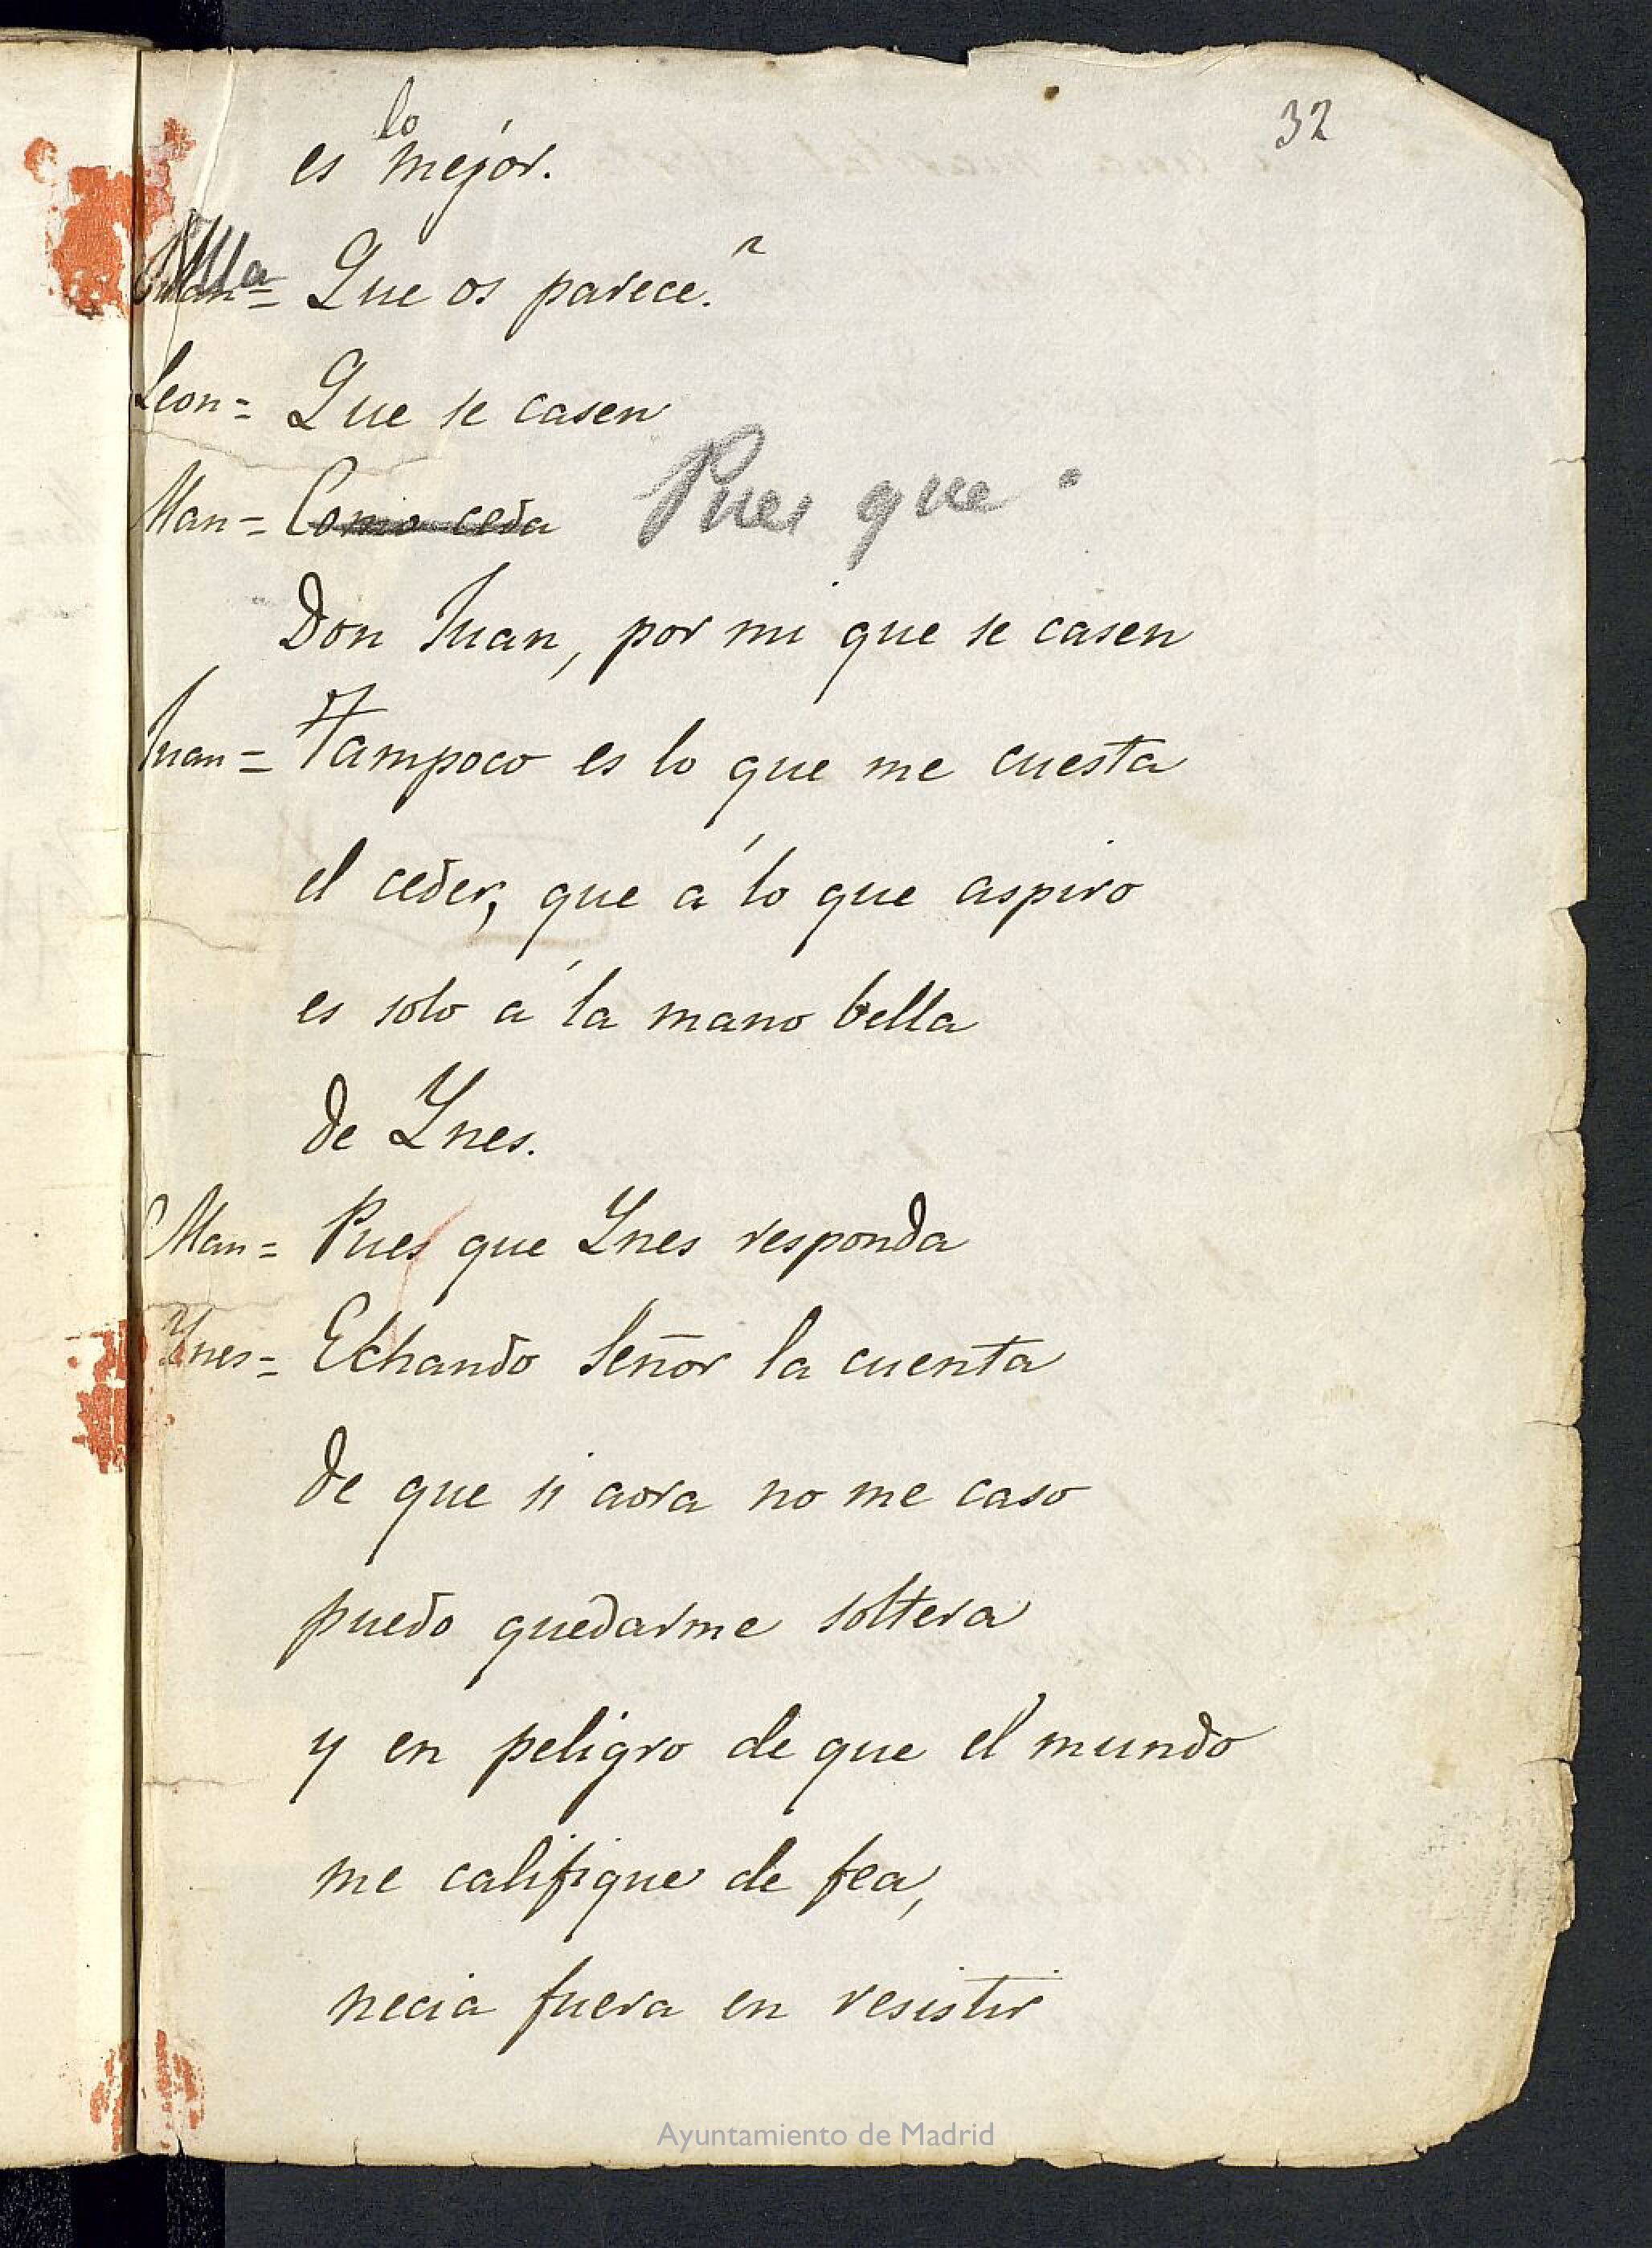 32
lo
es mejor.
Que os parece?
Leon = Que se casen
Man = Como ceda Pues que
Don Juan, por mi que se casen
Juan = Tampoco es lo que me cuesta
el ceder, que á lo que aspiro
es solo á la mano bella
de Ynes.
Man = Pues que Ynes responda
Ynes = Echando Señor la cuenta
de que si aora no me caso
puedo quedarme soltera
y en peligro de que el mundo
me califique de fea,
necia fuera en resistir
Ayuntamiento de Madrid